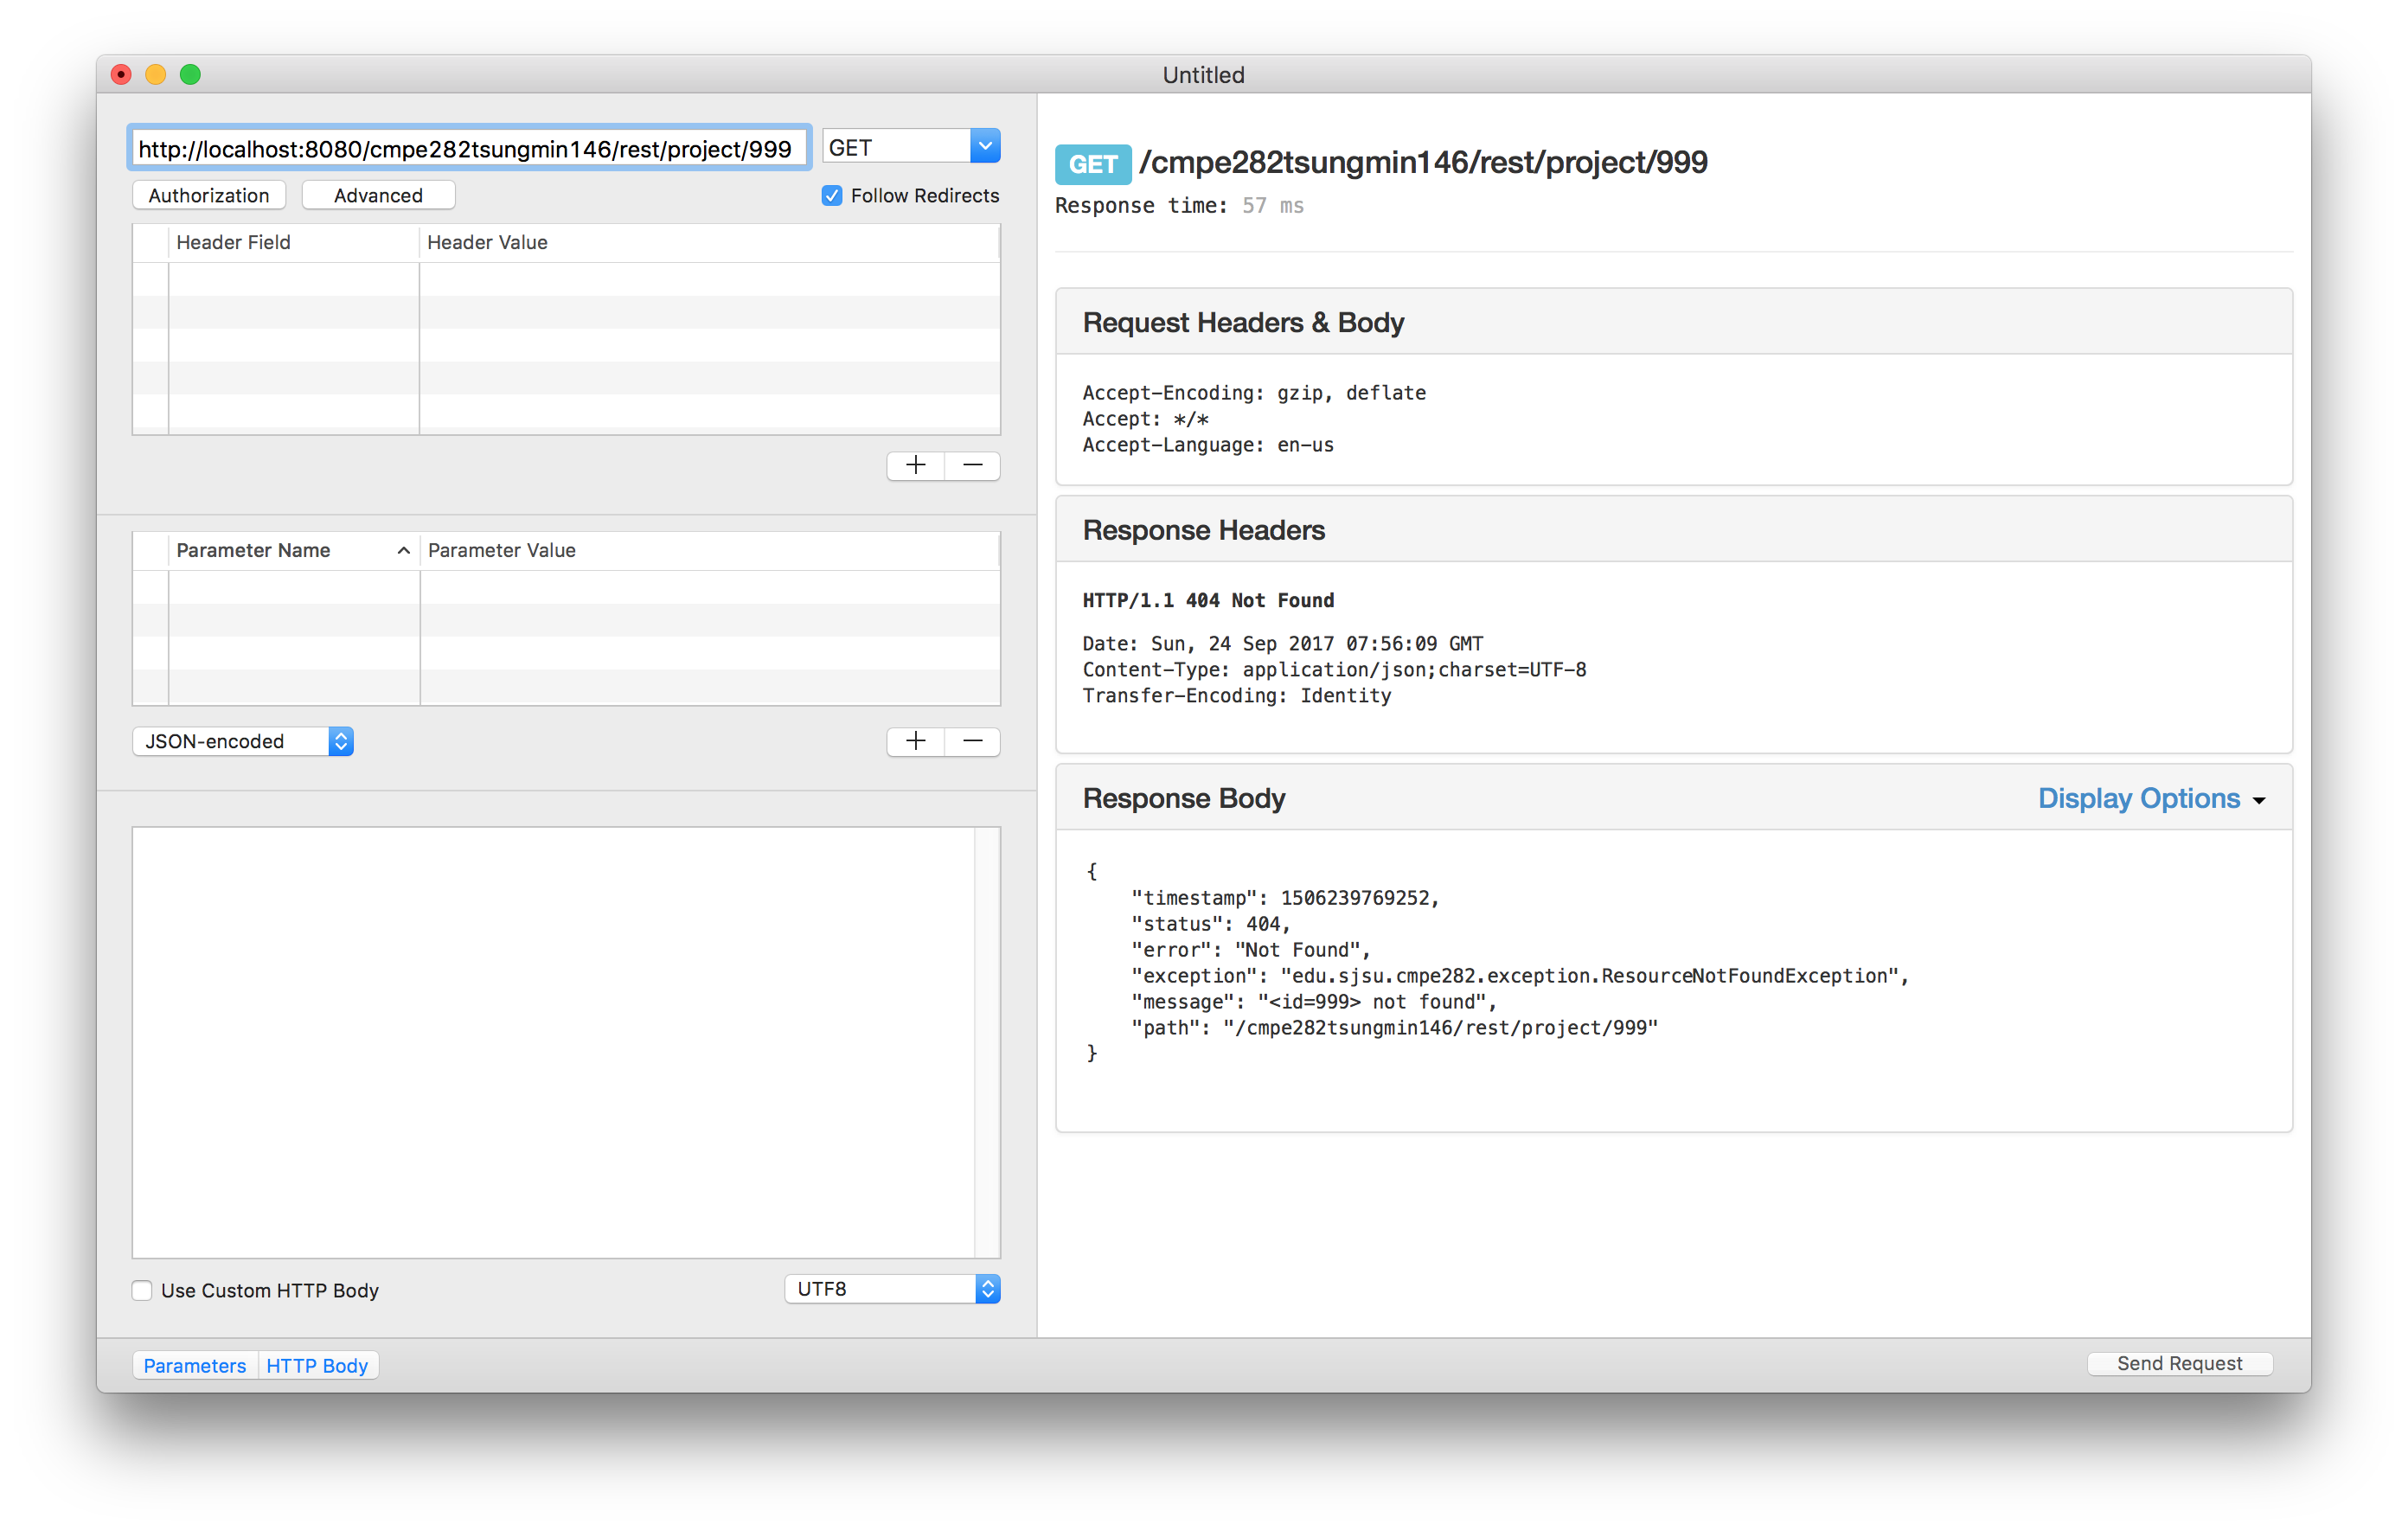 Untitled
http://localhost:8080/cmpe282tsungmin146/rest/project/999
GET
Authorization
Advanced
Follow Redirects
Header Field
Header Value
Parameter Name
Parameter Value
JSON-encoded
Use Custom HTTP Body
UTF8
Parameters
HTTP Body
GET /cmpe282tsungmin146/rest/project/999
Response time: 57 ms
Request Headers & Body
Accept-Encoding: gzip, deflate
Accept: */*
Accept-Language: en-us
Response Headers
HTTP/1.1 404 Not Found
Date: Sun, 24 Sep 2017 07:56:09 GMT
Content-Type: application/json;charset=UTF-8
Transfer-Encoding: Identity
Response Body
Display Options
{
"timestamp": 1506239769252,
"status": 404,
"error": "Not Found",
"exception": "edu.sjsu.cmpe282.exception.ResourceNotFoundException",
"message": "<id=999> not found",
"path": "/cmpe282tsungmin146/rest/project/999"
}
Send Request